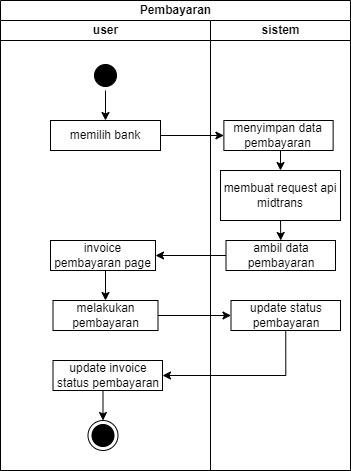 Pembayaran
user
sistem
memilih bank
menyimpan data
pembayaran
membuat request api
midtrans
invoice
pembayaran page
ambil data
pembayaran
melakukan
pembayaran
update status
pembayaran
update invoice
status pembayaran